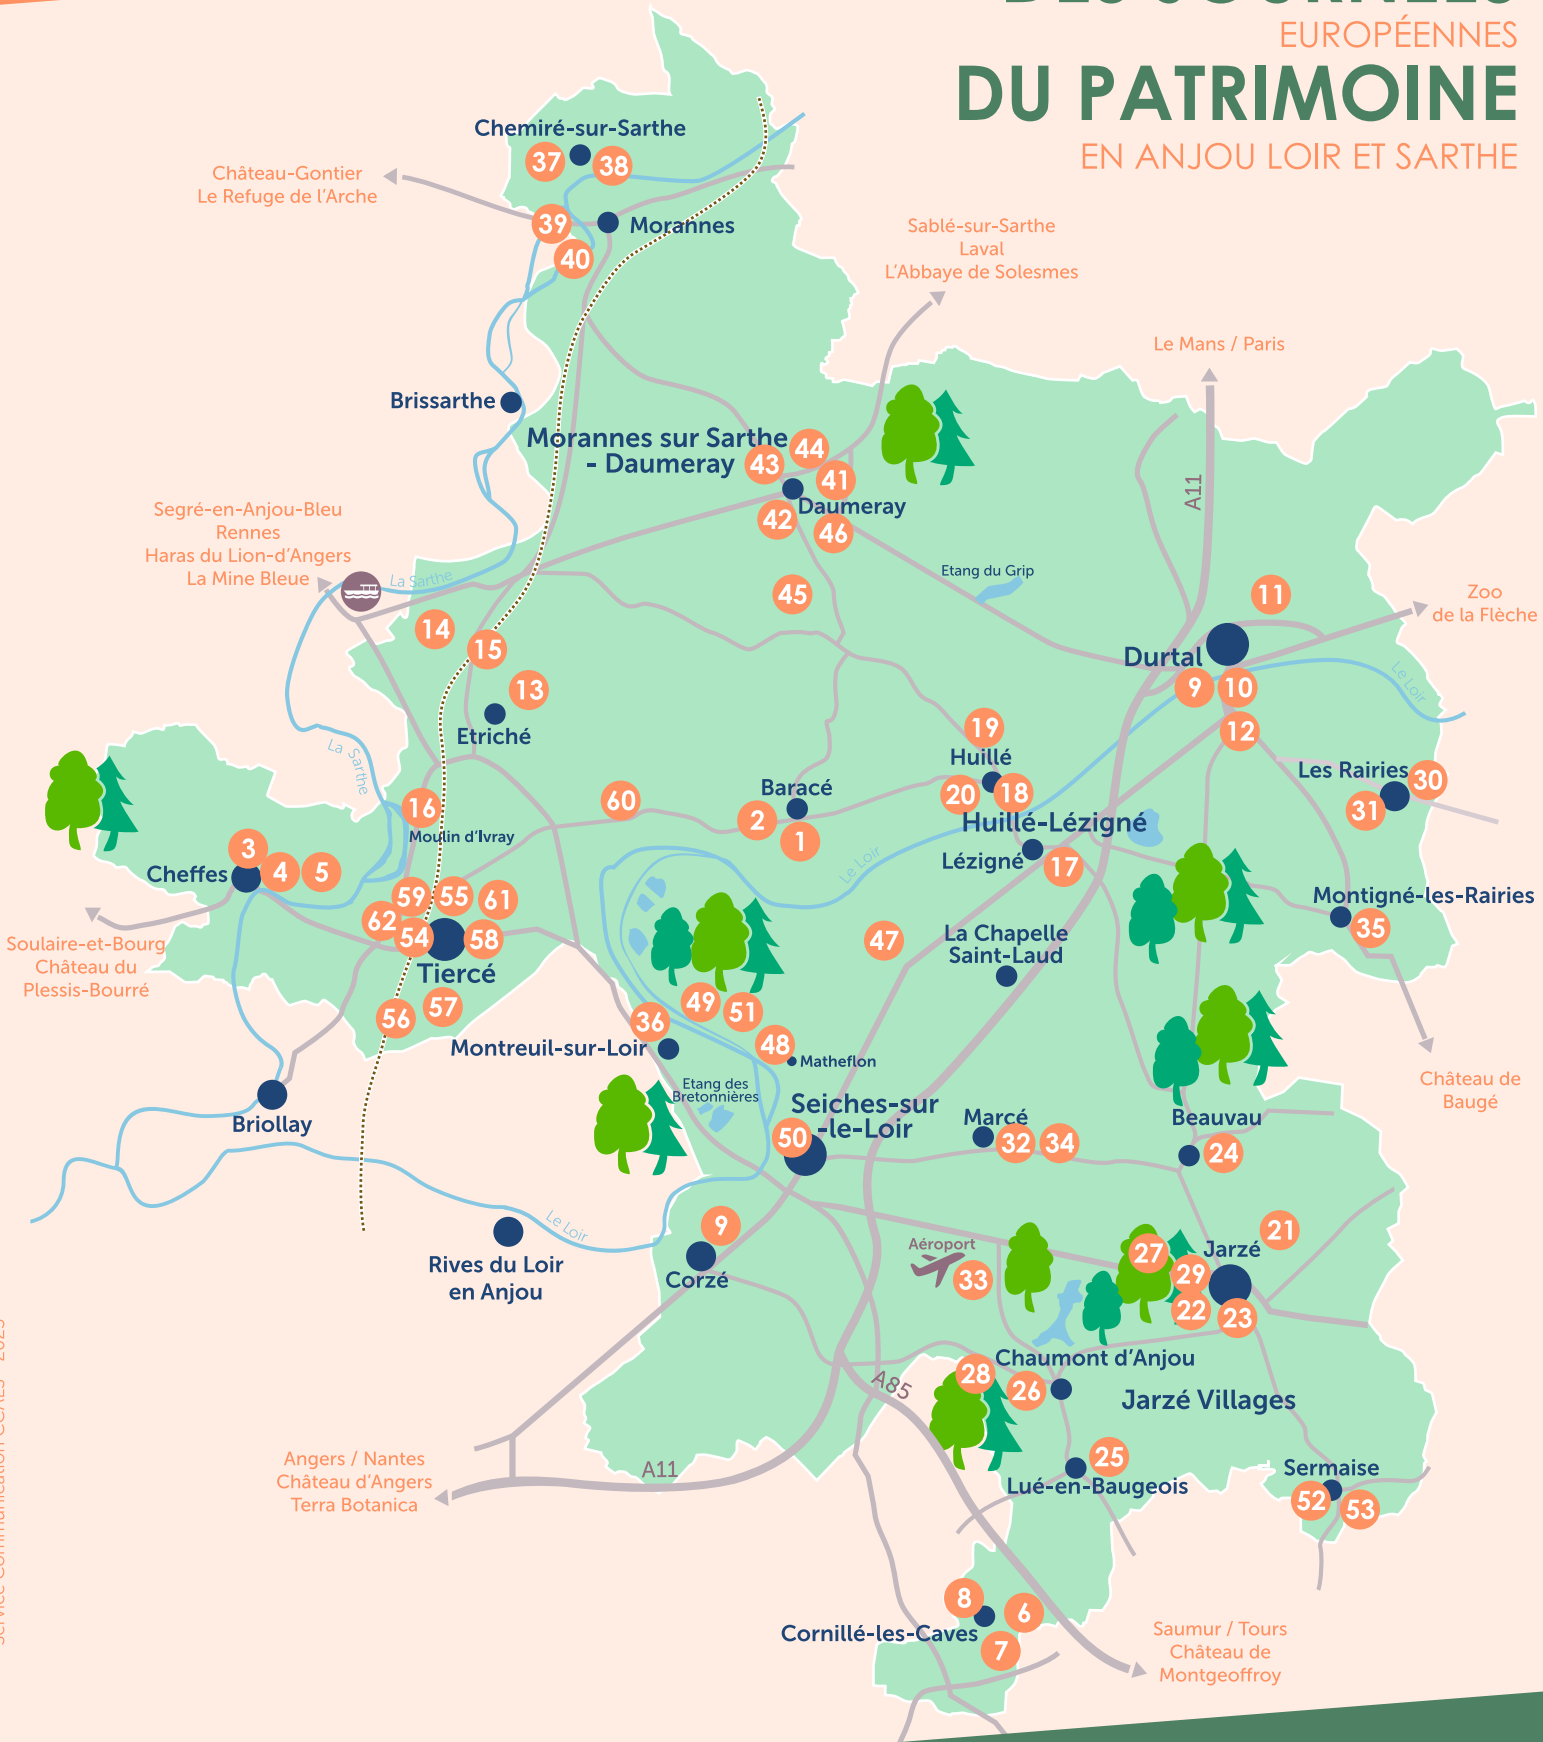 DES JOURNÉES
EUROPÉENNES
DU PATRIMOINE
EN ANJOU LOIR ET SARTHE
Chemiré-sur-Sarthe
37
38
Château-Gontier
Le Refuge de l'Arche
39
Morannes
40
Sablé-sur-Sarthe
Laval
L'Abbaye de Solesmes
Le Mans / Paris
Brissarthe
Morannes sur Sarthe
- Daumeray
44
43
41
Daumeray
42
46
A11
Segré-en-Anjou-Bleu
Rennes
Haras du Lion-d'Angers
La Mine Bleue
La Sarthe
Etang du Grip
45
11
Zoo
de la Flèche
14
15
13
Etriché
Durtal
9
10
12
Le Loir
La Sarthe
19
Huillé
20
18
Huillé-Lézigné
Lézigné
17
Les Rairies
30
31
Baracé
2
1
60
16
Moulin d'Ivray
Le Loir
3
Cheffes
4
5
Soulaire-et-Bourg
Château du
Plessis-Bourré
59
55
61
62
54
58
Tiercé
56
57
47
La Chapelle
Saint-Laud
Montigné-les-Rairies
35
49
51
36
48
Montreuil-sur-Loir
Matheflon
Etang des
Bretonnières
Château de
Baugé
Briollay
Seiches-sur
-le-Loir
50
Marcé
32
34
Beauvau
24
Le Loir
Rives du Loir
en Anjou
9
Corzé
Aéroport
33
21
27
Jarzé
29
22
23
Chaumont d'Anjou
28
26
A85
Jarzé Villages
25
Lué-en-Baugeois
Sermaise
52
53
Angers / Nantes
Château d'Angers
Terra Botanica
A11
8
6
Cornillé-les-Caves
7
Saumur / Tours
Château de
Montgeoffroy
Service Communication CCALS - 2023